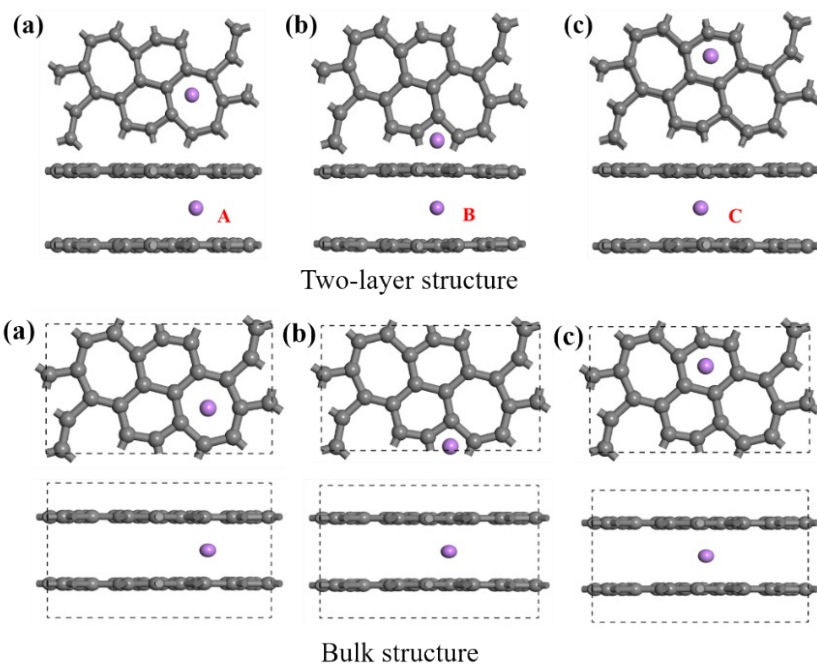 (a) (b) (c)
A B C
Two-layer structure
(a) (b) (c)
Bulk structure